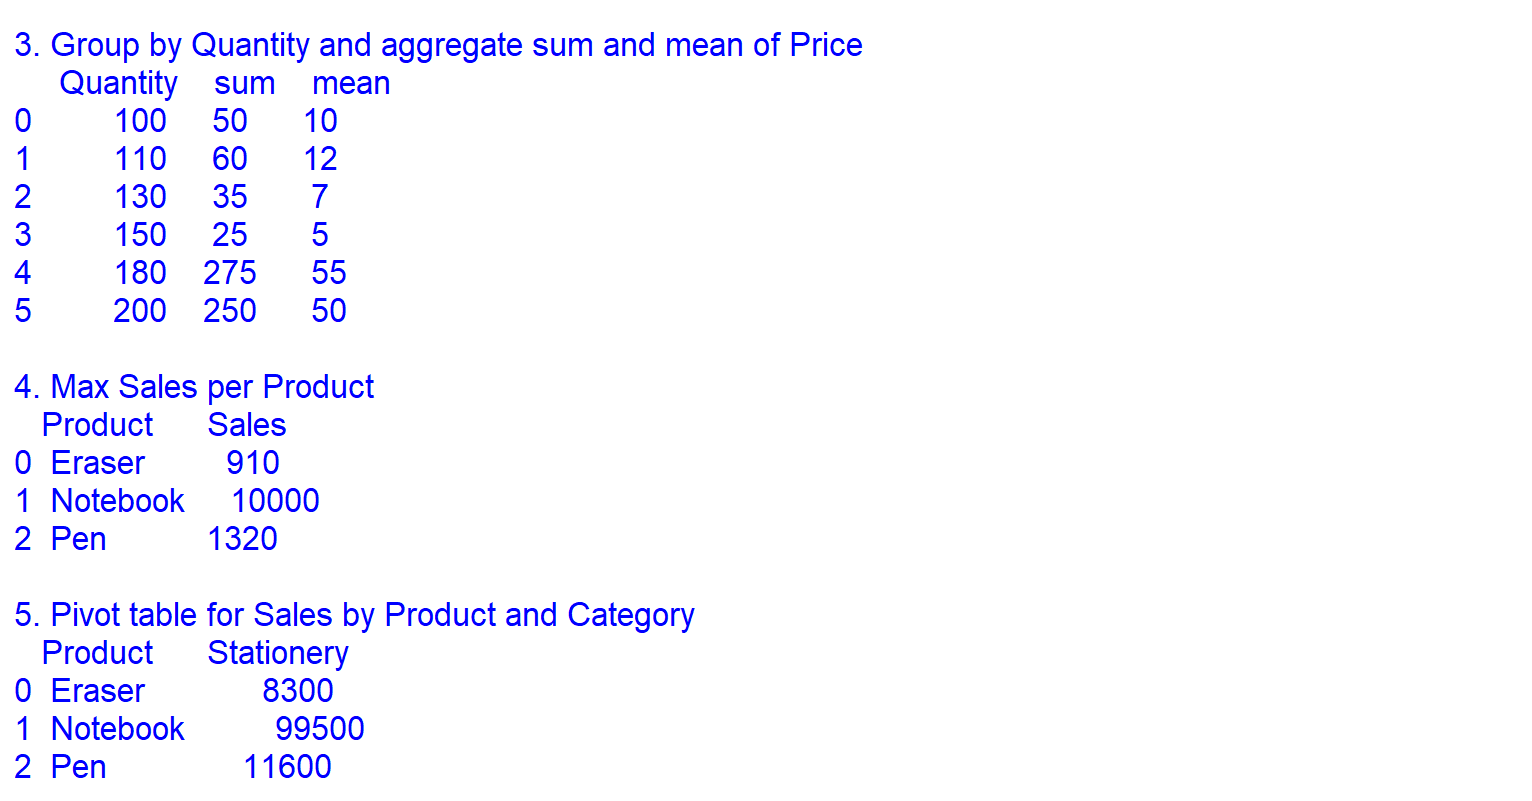 3. Group by Quantity and aggregate sum and mean of Price
Quantity sum mean
0 100 50 10
1 110 60 12
2 130 35 7
3 150 25 5
4 180 275 55
5 200 250 50
4. Max Sales per Product
Product Sales
0 Eraser 910
1 Notebook 10000
2 Pen 1320
5. Pivot table for Sales by Product and Category
Product Stationery
0 Eraser 8300
1 Notebook 99500
2 Pen 11600